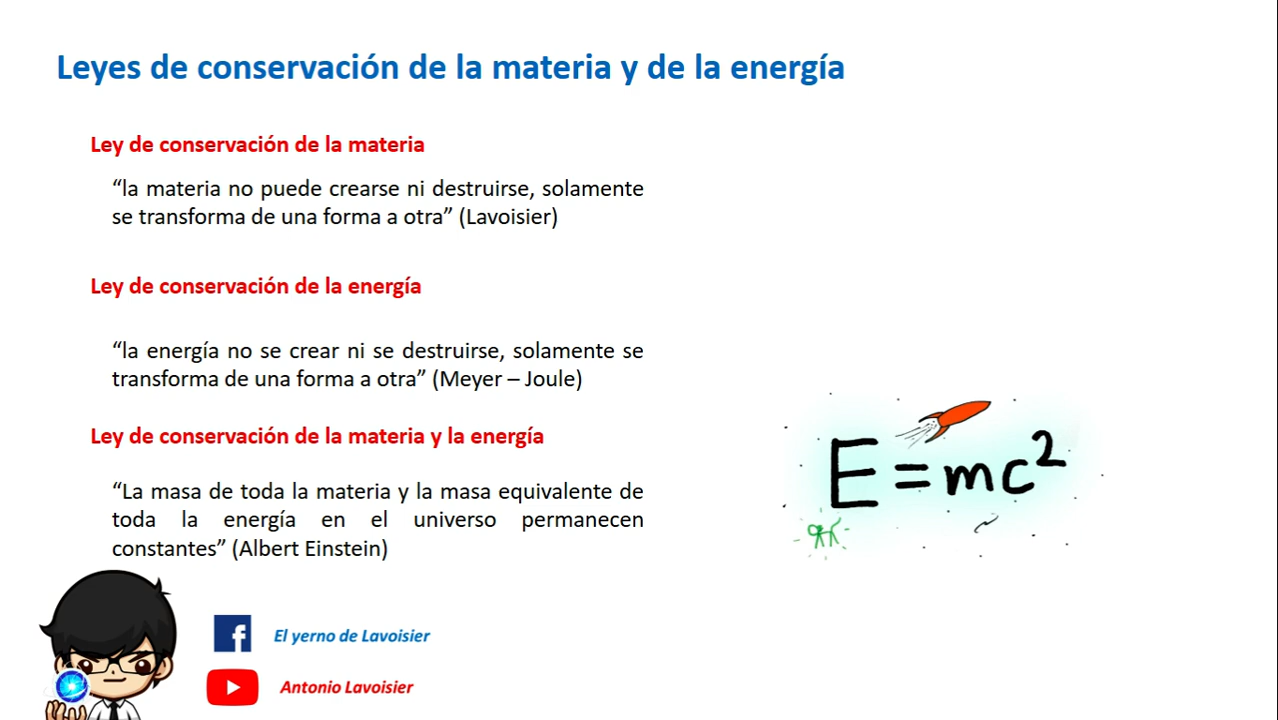 Leyes de conservación de la materia y de la energía
Ley de conservación de la materia
“la materia no puede crearse ni destruirse, solamente
se transforma de una forma a otra” (Lavoisier)
Ley de conservación de la energía
“la energía no se crear ni se destruirse, solamente se
transforma de una forma a otra” (Meyer – Joule)
Ley de conservación de la materia y la energía
“La masa de toda la materia y la masa equivalente de
toda la energía en el universo permanecen
constantes” (Albert Einstein)
E=mc²
El yerno de Lavoisier
Antonio Lavoisier